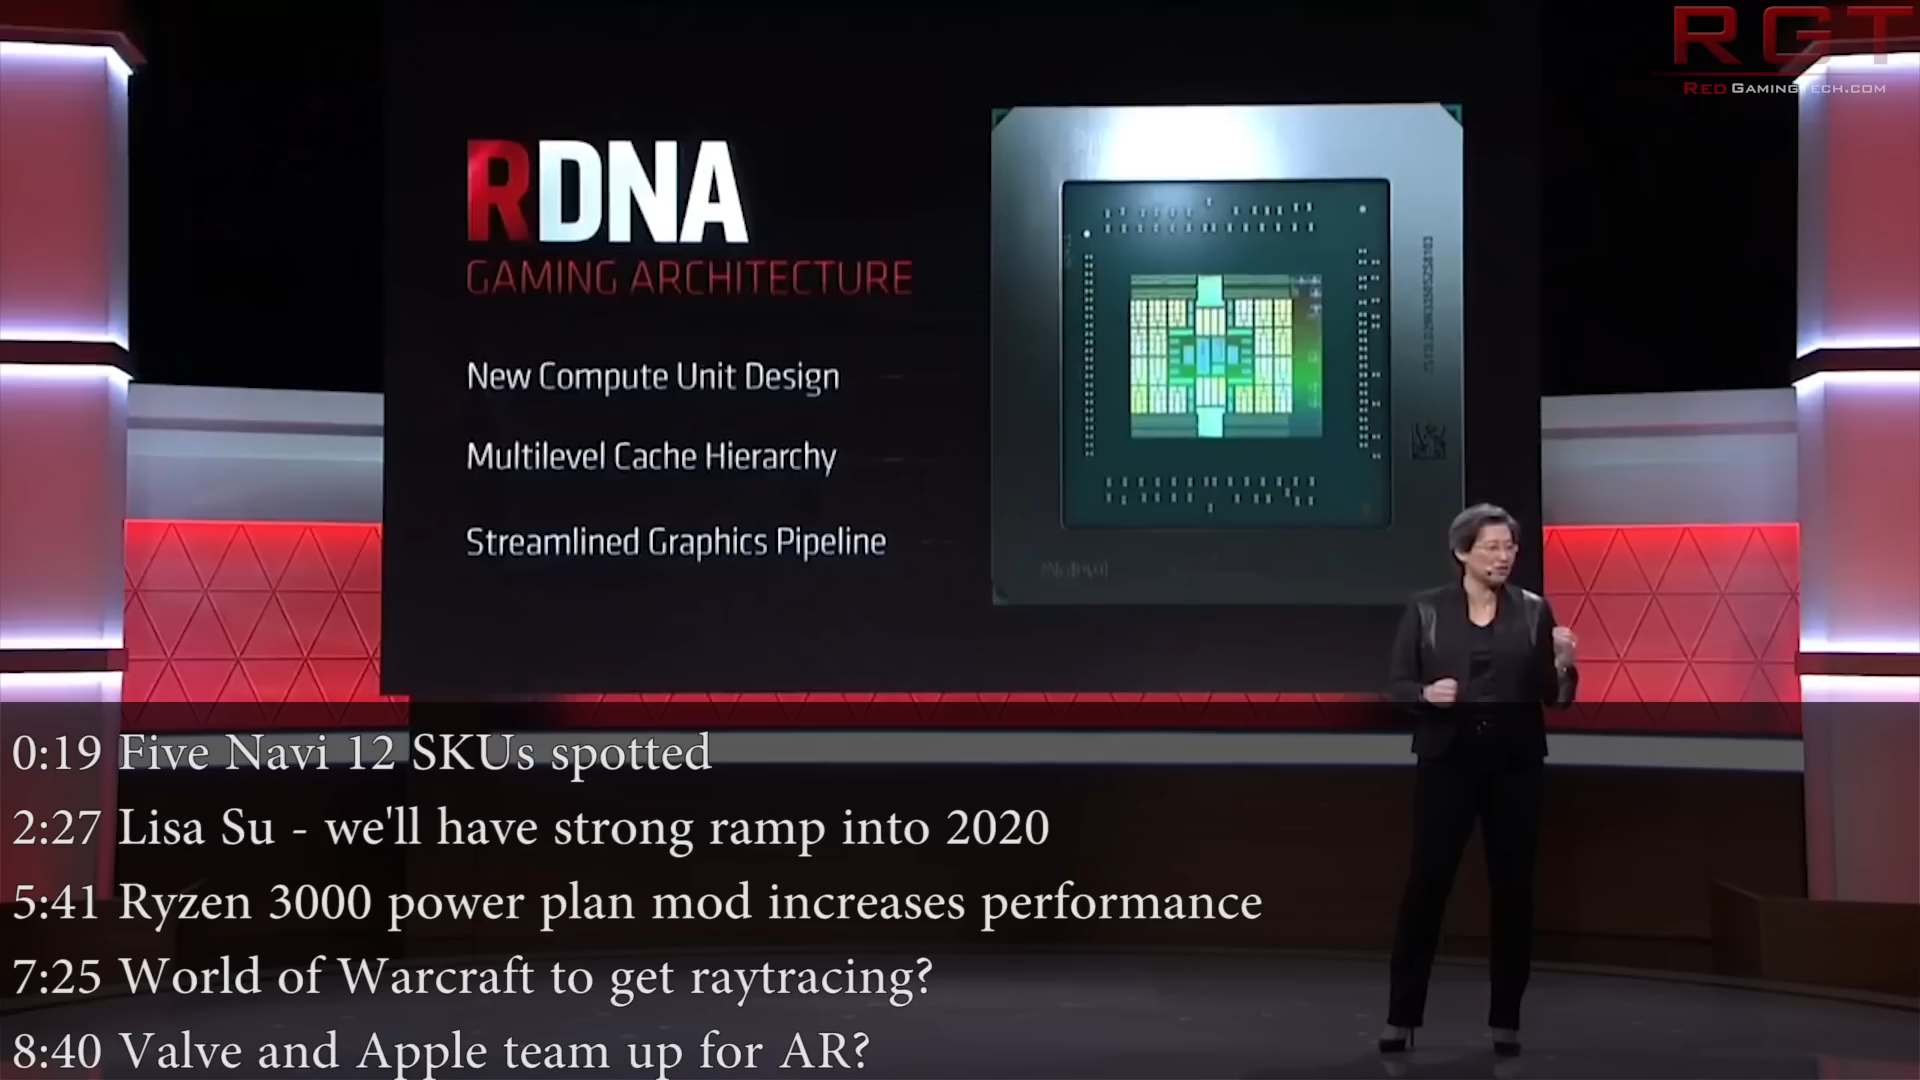 RGT
RED GAMINGTECH.COM
RDNA
GAMING ARCHITECTURE
New Compute Unit Design
Multilevel Cache Hierarchy
Streamlined Graphics Pipeline
0:19 Five Navi 12 SKUs spotted
2:27 Lisa Su - we'll have strong ramp into 2020
5:41 Ryzen 3000 power plan mod increases performance
7:25 World of Warcraft to get raytracing?
8:40 Valve and Apple team up for AR?